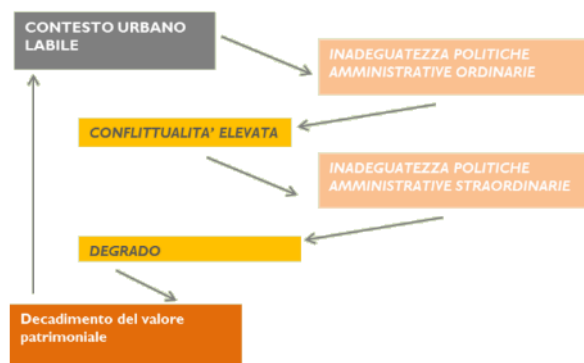 CONTESTO URBANO
LABILE
INADEGUATEZZA POLITICHE
AMMINISTRATIVE ORDINARIE
CONFLITTUALITA' ELEVATA
INADEGUATEZZA POLITICHE
AMMINISTRATIVE STRAORDINARIE
DEGRADO
Decadimento del valore
patrimoniale